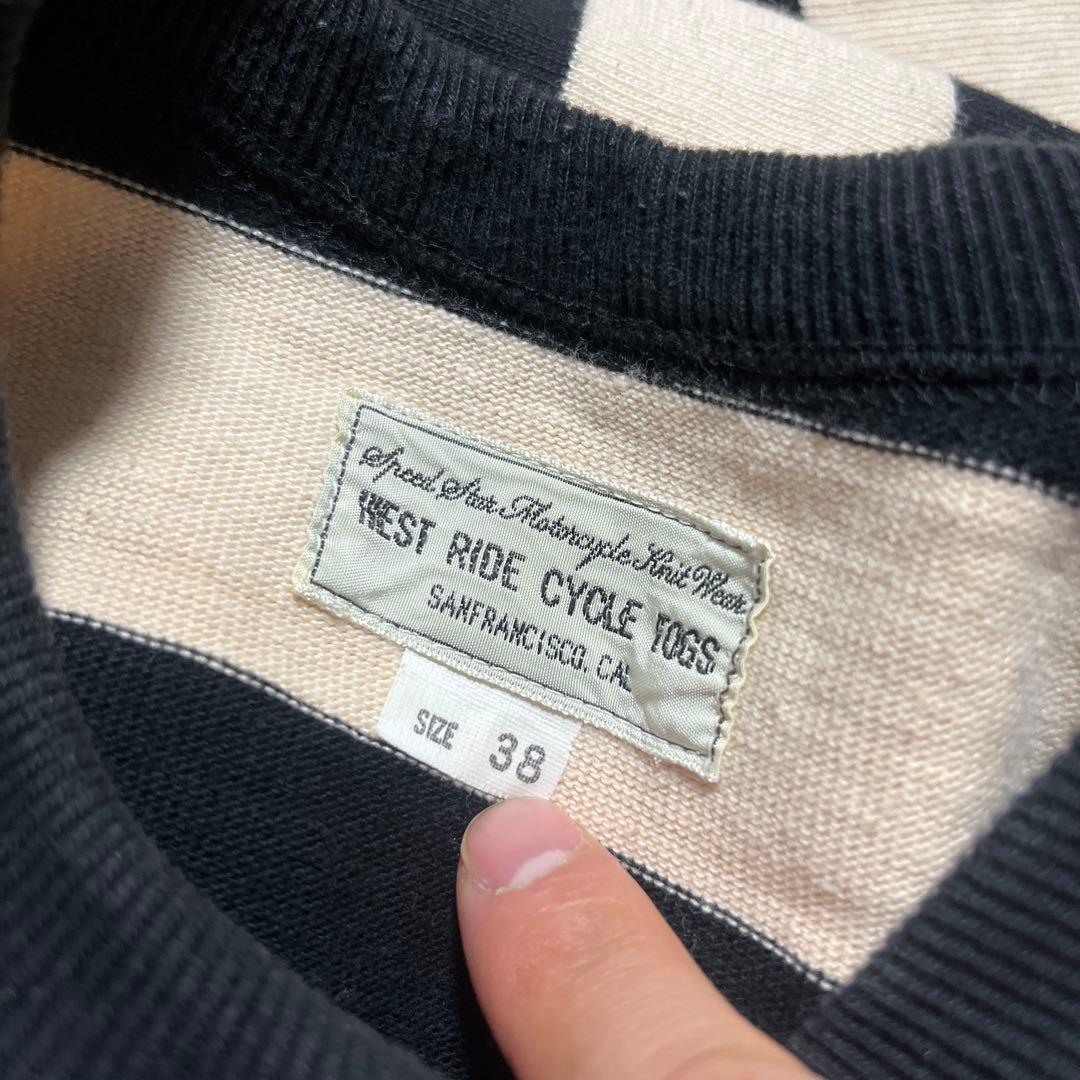 Speed Star Motorcycle Knit Wear
WEST RIDE CYCLE TOGS
SANFRANCISCO. CAL
SIZE 38